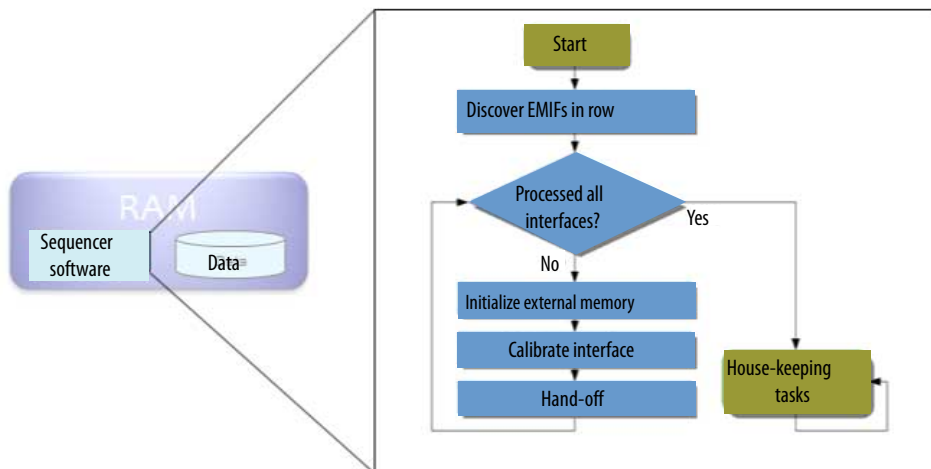 RAM
Sequencer
software
Data
Start
Discover EMIFs in row
Processed all
interfaces?
Yes
No
Initialize external memory
Calibrate interface
Hand-off
House-keeping
tasks